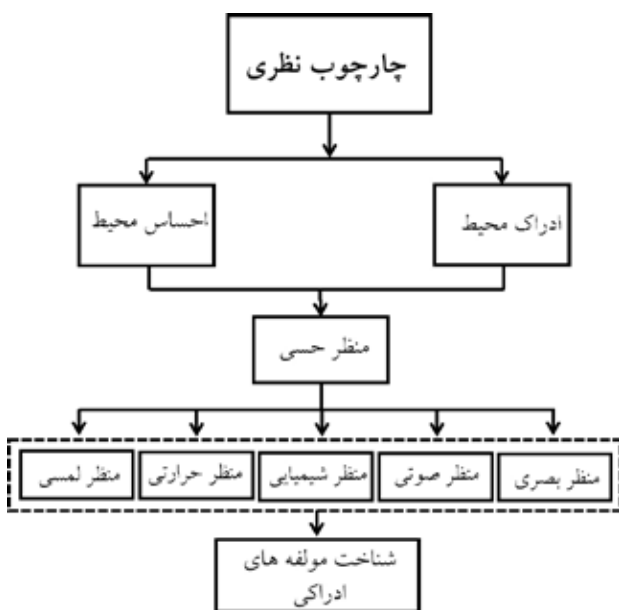 چارچوب نظری
ادراک محیط
احساس محیط
منظر حسی
منظر بصری
منظر صوتی
منظر شیمیایی
منظر حرارتی
منظر لمسی
شناخت مولفه های
ادراکی